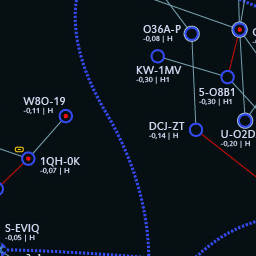 O36A-P
-0,08 | H
KW-1MV
-0,30 | H1
5-O8B1
-0,30 | H1
W8O-19
-0,11 | H
DCJ-ZT
-0,14 | H
U-O2D
-0,20 | H
1QH-0K
-0,07 | H
S-EVIQ
-0,05 | H